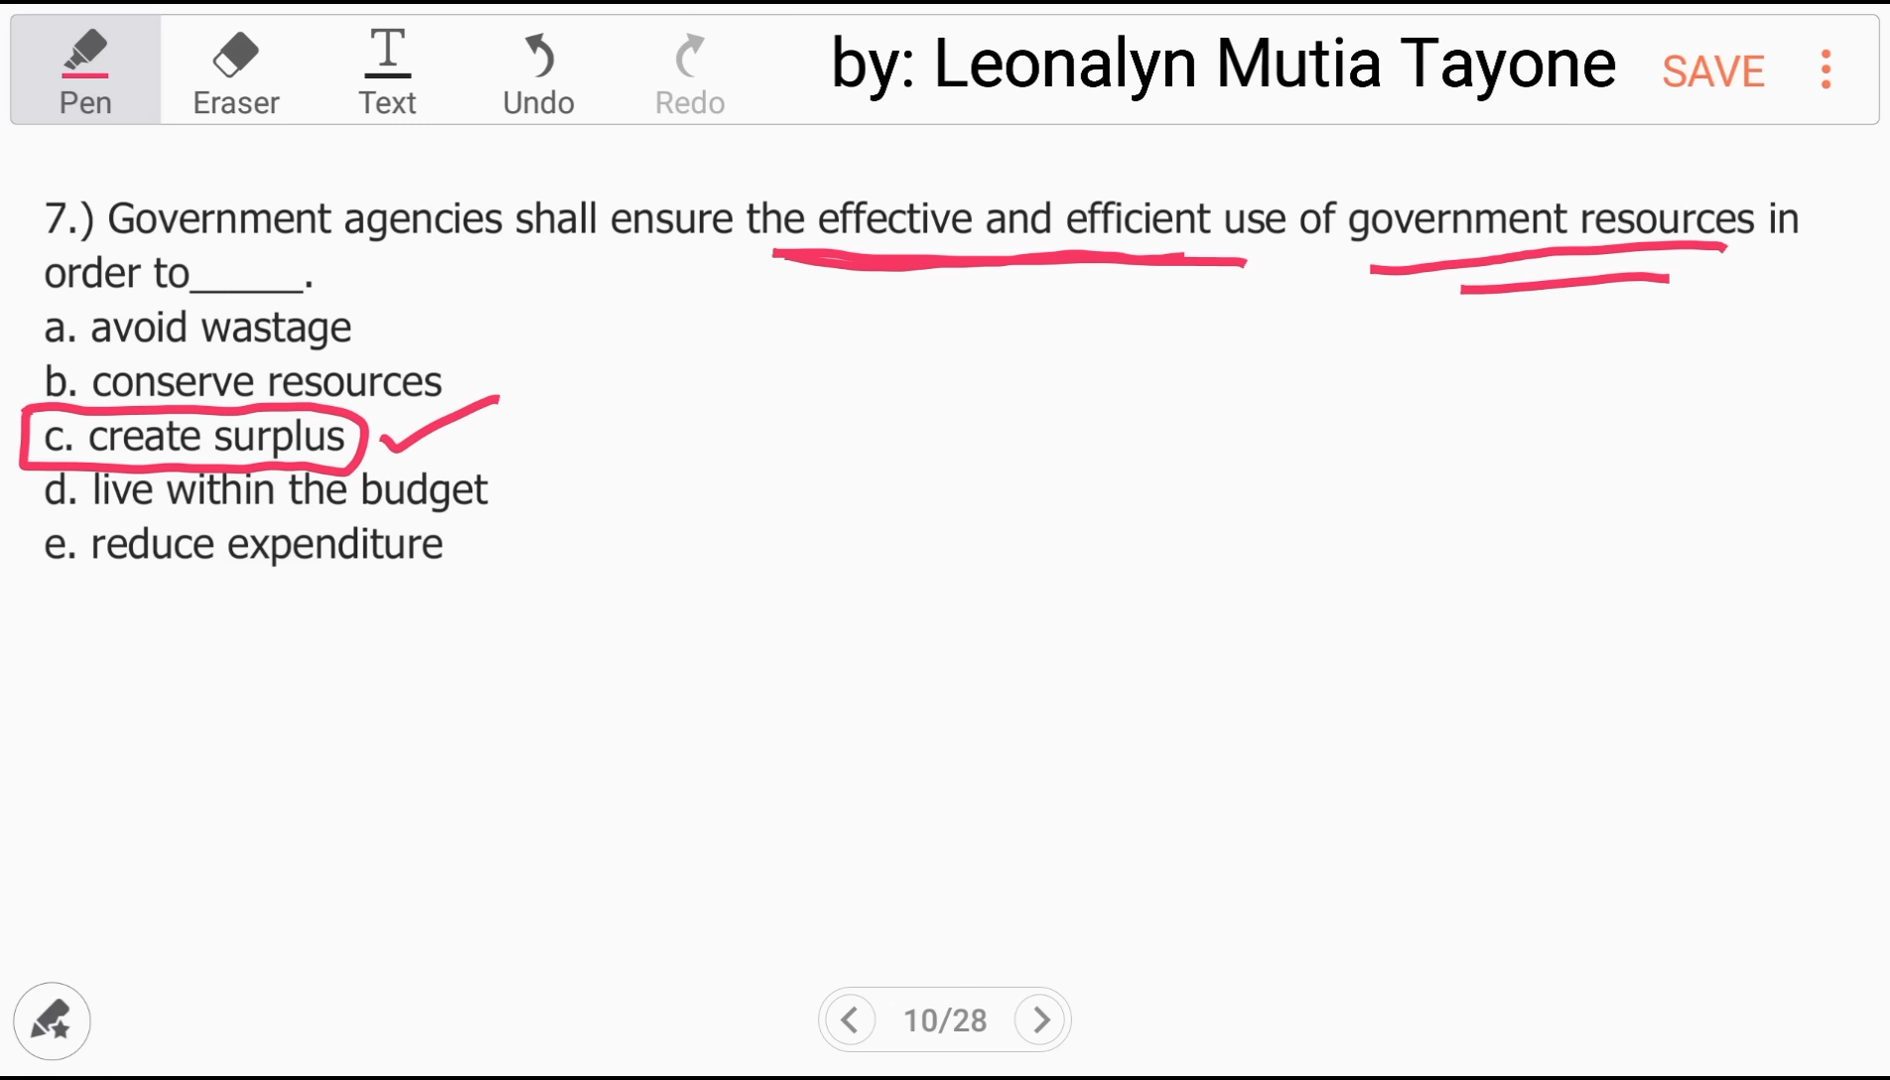 Pen
Eraser
Text
Undo
Redo
by: Leonalyn Mutia Tayone
SAVE
7.) Government agencies shall ensure the effective and efficient use of government resources in
order to______.
a. avoid wastage
b. conserve resources
c. create surplus
d. live within the budget
e. reduce expenditure
10/28